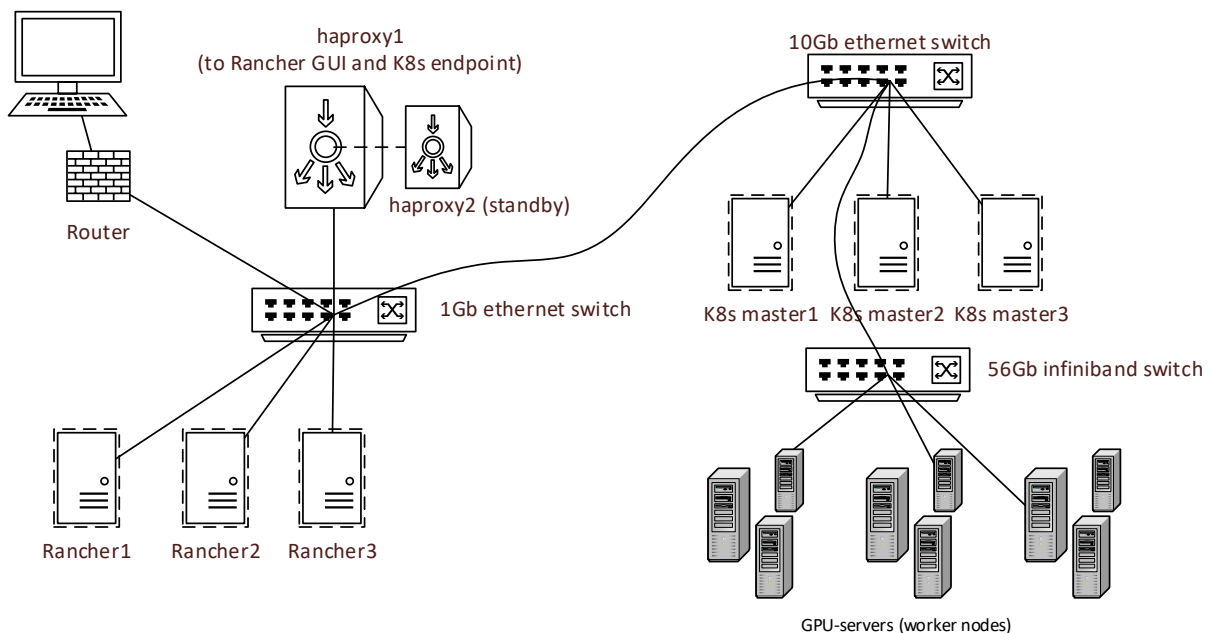 haproxy1
(to Rancher GUI and K8s endpoint)
10Gb ethernet switch
haproxy2 (standby)
Router
1Gb ethernet switch
K8s master1
K8s master2
K8s master3
56Gb infiniband switch
Rancher1
Rancher2
Rancher3
GPU-servers (worker nodes)